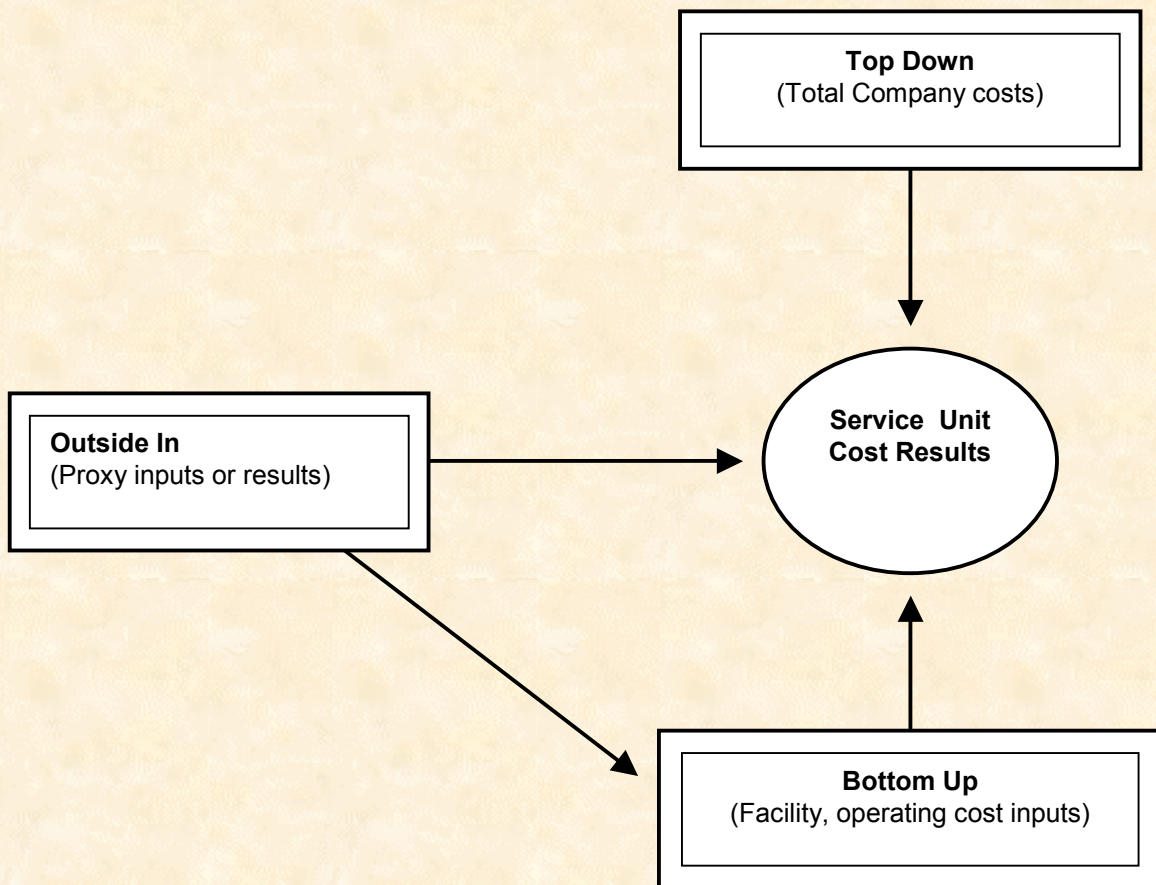 Top Down
(Total Company costs)
Outside In
(Proxy inputs or results)
Service Unit
Cost Results
Bottom Up
(Facility, operating cost inputs)